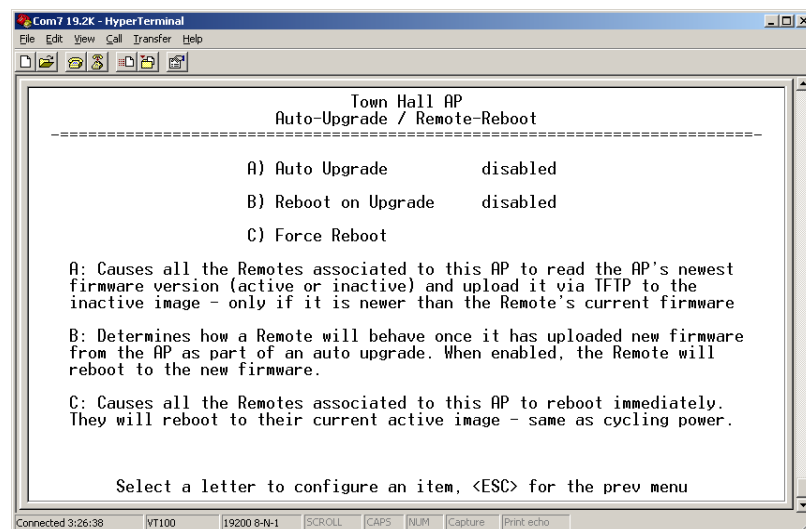 Com7 19.2K - HyperTerminal
File Edit View Call Transfer Help
Town Hall AP
Auto-Upgrade / Remote-Reboot
-==========================================================================-
A) Auto Upgrade disabled
B) Reboot on Upgrade disabled
C) Force Reboot
A: Causes all the Remotes associated to this AP to read the AP's newest
firmware version (active or inactive) and upload it via TFTP to the
inactive image - only if it is newer than the Remote's current firmware
B: Determines how a Remote will behave once it has uploaded new firmware
from the AP as part of an auto upgrade. When enabled, the Remote will
reboot to the new firmware.
C: Causes all the Remotes associated to this AP to reboot immediately.
They will reboot to their current active image - same as cycling power.
Select a letter to configure an item, <ESC> for the prev menu
Connected 3:26:38 VT100 19200 8-N-1 SCROLL CAPS NUM Capture Print echo